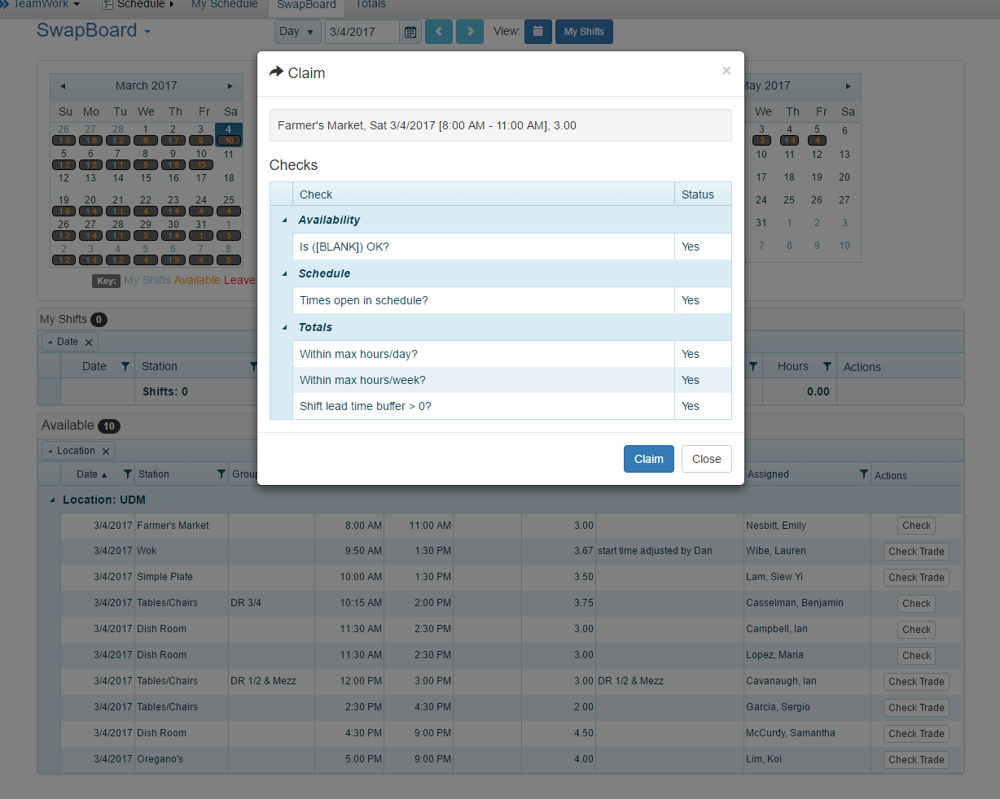 TeamWork Schedule My Schedule SwapBoard Totals
SwapBoard Day 3/4/2017 View: My Shifts
Claim ×
Farmer's Market, Sat 3/4/2017 [8:00 AM - 11:00 AM], 3.00
Checks
Check Status
Availability
Is ([BLANK]) OK? Yes
Schedule
Times open in schedule? Yes
Totals
Within max hours/day? Yes
Within max hours/week? Yes
Shift lead time buffer > 0? Yes
Claim Close
March 2017
Su Mo Tu We Th Fr Sa
26 27 28 1 2 3 4
13 16 12 6 17 8 10
5 6 7 8 9 10 11
12 13 11 5 15 13
12 13 14 15 16 17 18
19 20 21 22 23 24 25
19 14 11 4 14 4 4
26 27 28 29 30 31 1
12 14 11 3 14 1 3
2 3 4 5 6 7 8
12 14 12 4 15 4 5
Key: My Shifts Available Leave
May 2017
We Th Fr Sa
3 4 5 6
3 14 4
10 11 12 13
17 18 19 20
24 25 26 27
31 1 2 3
7 8 9 10
My Shifts 0
Date ×
Date Station Hours Actions
Shifts: 0 0.00
Available 10
Location ×
Date Station Assigned Actions
Location: UDM
3/4/2017 Farmer's Market 8:00 AM 11:00 AM 3.00 Nesbitt, Emily Check
3/4/2017 Wok 9:50 AM 1:30 PM 3.67 start time adjusted by Dan Wibe, Lauren Check Trade
3/4/2017 Simple Plate 10:00 AM 1:30 PM 3.50 Lam, Siew Yi Check Trade
3/4/2017 Tables/Chairs DR 3/4 10:15 AM 2:00 PM 3.75 Casselman, Benjamin Check
3/4/2017 Dish Room 11:30 AM 2:30 PM 3.00 Campbell, Ian Check
3/4/2017 Dish Room 11:30 AM 2:30 PM 3.00 Lopez, Maria Check
3/4/2017 Tables/Chairs DR 1/2 & Mezz 12:00 PM 3:00 PM 3.00 DR 1/2 & Mezz Cavanaugh, Ian Check Trade
3/4/2017 Tables/Chairs 2:30 PM 4:30 PM 2.00 Garcia, Sergio Check Trade
3/4/2017 Dish Room 4:30 PM 9:00 PM 4.50 McCurdy, Samantha Check Trade
3/4/2017 Oregano's 5:00 PM 9:00 PM 4.00 Lim, Koi Check Trade